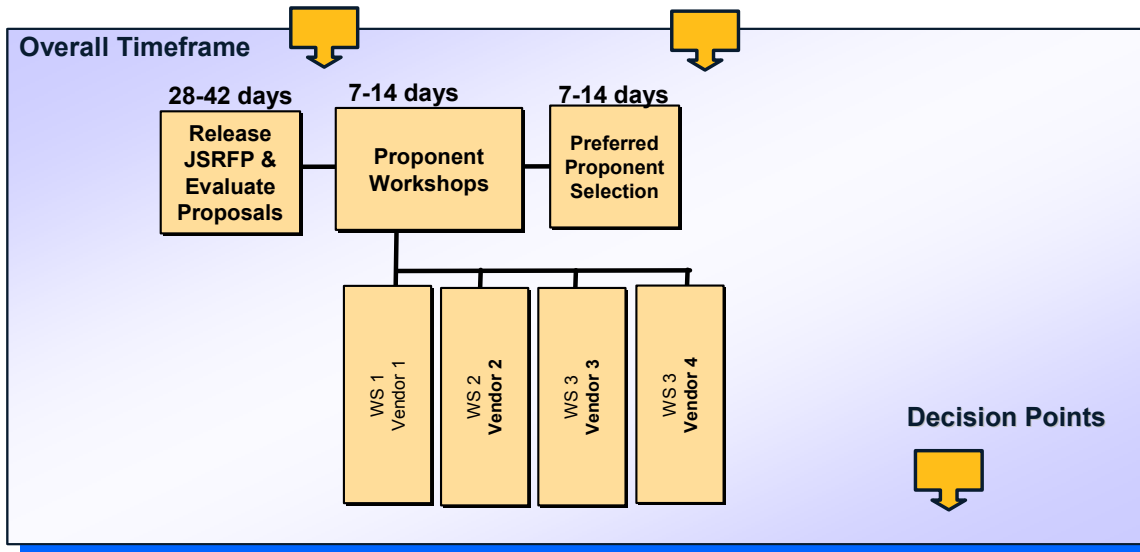 Overall Timeframe
28-42 days
7-14 days
7-14 days
Release
JSRFP &
Evaluate
Proposals
Proponent
Workshops
Preferred
Proponent
Selection
WS 1
Vendor 1
WS 2
Vendor 2
WS 3
Vendor 3
WS 3
Vendor 4
Decision Points